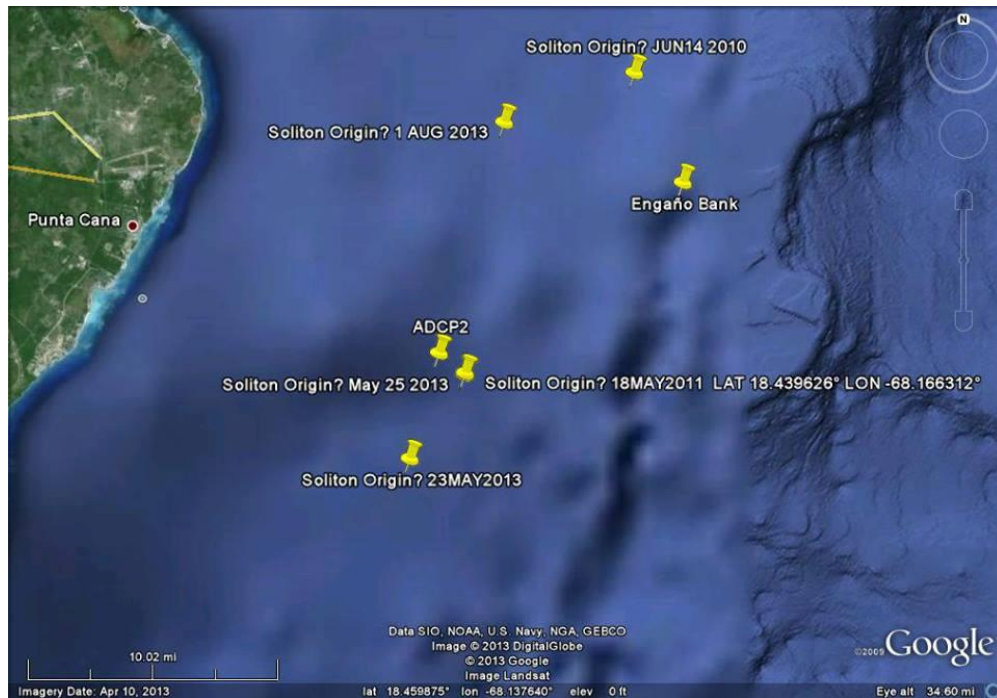 N
Soliton Origin? JUN14 2010
Soliton Origin? 1 AUG 2013
Engaño Bank
Punta Cana
ADCP2
Soliton Origin? May 25 2013
Soliton Origin? 18MAY2011 LAT 18.439626° LON -68.166312°
Soliton Origin? 23MAY2013
Data SIO, NOAA, U.S. Navy, NGA, GEBCO
Image © 2013 DigitalGlobe
© 2013 Google
Image Landsat
©2009 Google
10.02 mi
Imagery Date: Apr 10, 2013
lat 18.459875° lon -68.137640° elev 0 ft
Eye alt 34.60 mi